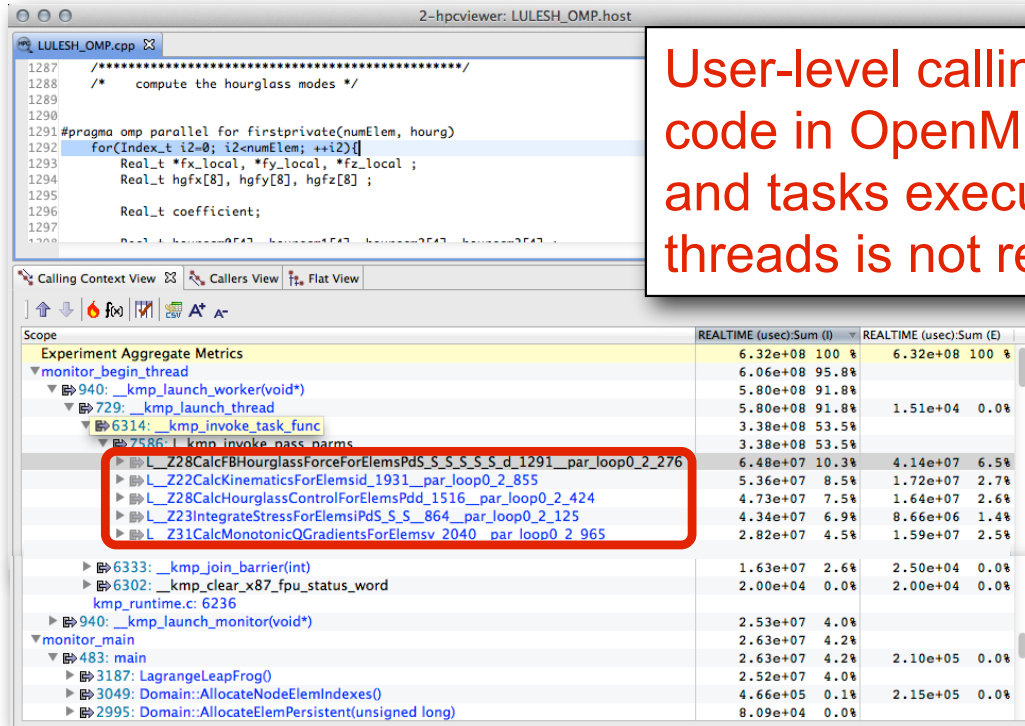 2-hpcviewer: LULESH_OMP.host
LULESH_OMP.cpp
1287 /*************************************************/
1288 /* compute the hourglass modes */
1289
1290
1291 #pragma omp parallel for firstprivate(numElem, hourg)
1292 for(Index_t i2=0; i2<numElem; ++i2){
1293 Real_t *fx_local, *fy_local, *fz_local ;
1294 Real_t hgfx[8], hgfy[8], hgfz[8] ;
1295
1296 Real_t coefficient;
1297
User-level callin
code in OpenM
and tasks execu
threads is not re
Calling Context View Callers View Flat View
f(x) CSV A+ A-
Scope REALTIME (usec):Sum (I) REALTIME (usec):Sum (E)
Experiment Aggregate Metrics 6.32e+08 100 % 6.32e+08 100 %
monitor_begin_thread 6.06e+08 95.8%
940: __kmp_launch_worker(void*) 5.80e+08 91.8%
729: __kmp_launch_thread 5.80e+08 91.8% 1.51e+04 0.0%
6314: __kmp_invoke_task_func 3.38e+08 53.5%
7586: L_kmp_invoke_pass_parms 3.38e+08 53.5%
L__Z28CalcFBHourglassForceForElemsPdS_S_S_S_S_S_d_1291__par_loop0_2_276 6.48e+07 10.3% 4.14e+07 6.5%
L__Z22CalcKinematicsForElemsid_1931__par_loop0_2_855 5.36e+07 8.5% 1.72e+07 2.7%
L__Z28CalcHourglassControlForElemsPdd_1516__par_loop0_2_424 4.73e+07 7.5% 1.64e+07 2.6%
L__Z23IntegrateStressForElemsiPdS_S_S__864__par_loop0_2_125 4.34e+07 6.9% 8.66e+06 1.4%
L__Z31CalcMonotonicQGradientsForElemsv_2040__par_loop0_2_965 2.82e+07 4.5% 1.59e+07 2.5%
6333: __kmp_join_barrier(int) 1.63e+07 2.6% 2.50e+04 0.0%
6302: __kmp_clear_x87_fpu_status_word 2.00e+04 0.0% 2.00e+04 0.0%
kmp_runtime.c: 6236
940: __kmp_launch_monitor(void*) 2.53e+07 4.0%
monitor_main 2.63e+07 4.2%
483: main 2.63e+07 4.2% 2.10e+05 0.0%
3187: LagrangeLeapFrog() 2.52e+07 4.0%
3049: Domain::AllocateNodeElemIndexes() 4.66e+05 0.1% 2.15e+05 0.0%
2995: Domain::AllocateElemPersistent(unsigned long) 8.09e+04 0.0%